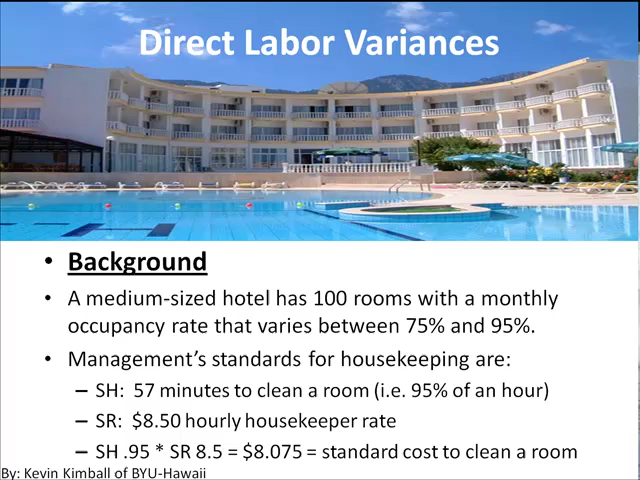 Direct Labor Variances
• Background
• A medium-sized hotel has 100 rooms with a monthly
occupancy rate that varies between 75% and 95%.
• Management’s standards for housekeeping are:
– SH: 57 minutes to clean a room (i.e. 95% of an hour)
– SR: $8.50 hourly housekeeper rate
– SH .95 * SR 8.5 = $8.075 = standard cost to clean a room
By: Kevin Kimball of BYU-Hawaii